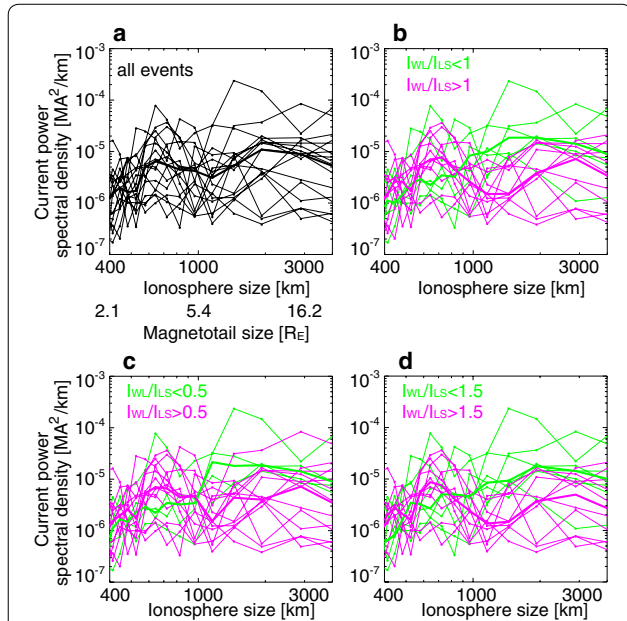 a
10⁻³
10⁻⁴
10⁻⁵
10⁻⁶
10⁻⁷
all events
Current power
spectral density [MA²/km]
400 1000 3000
Ionosphere size [km]
2.1 5.4 16.2
Magnetotail size [RE]
b
10⁻³
10⁻⁴
10⁻⁵
10⁻⁶
10⁻⁷
IWL/ILS<1
IWL/ILS>1
400 1000 3000
Ionosphere size [km]
c
10⁻³
10⁻⁴
10⁻⁵
10⁻⁶
10⁻⁷
IWL/ILS<0.5
IWL/ILS>0.5
Current power
spectral density [MA²/km]
400 1000 3000
Ionosphere size [km]
d
10⁻³
10⁻⁴
10⁻⁵
10⁻⁶
10⁻⁷
IWL/ILS<1.5
IWL/ILS>1.5
400 1000 3000
Ionosphere size [km]